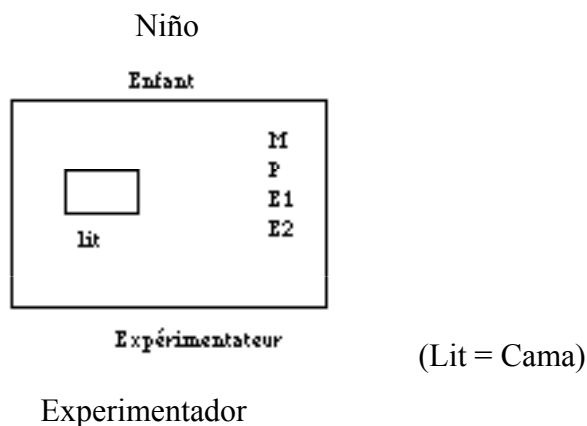 Niño
Enfant
M
P
E1
E2
lit
Expérimentateur
(Lit = Cama)
Experimentador